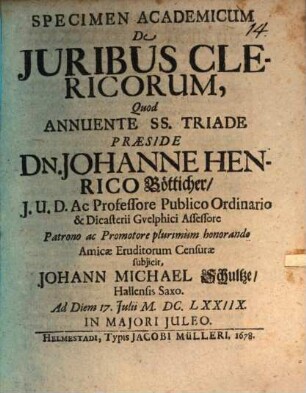 14.
SPECIMEN ACADEMICUM
De
JURIBUS CLE-
RICORUM,
Quod
ANNUENTE SS. TRIADE
PRÆSIDE
DN. JOHANNE HEN-
RICO Bötticher/
J. U. D. Ac Professore Publico Ordinario
& Dicasterii Gvelphici Assessore
Patrono ac Promotore plurimùm honorando
Amicæ Eruditorum Censuræ
subjicit,
JOHANN MICHAEL Schultze/
Hallensis Saxo.
Ad Diem 17. Julii M. DC. LXXIIX.
IN MAJORI JULEO.
HELMESTADI, Typis JACOBI MÜLLERI, 1678.